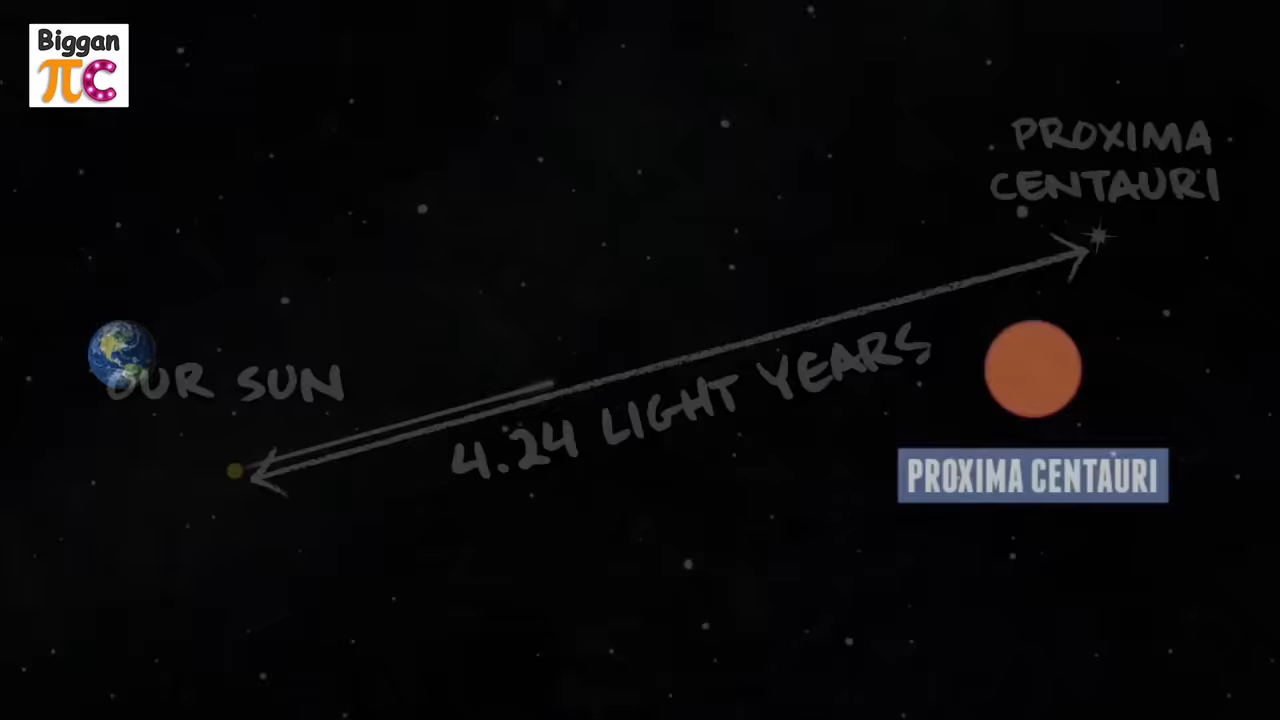 Biggan
πC
PROXIMA
CENTAURI
OUR SUN
4.24 LIGHT YEARS
PROXIMA CENTAURI